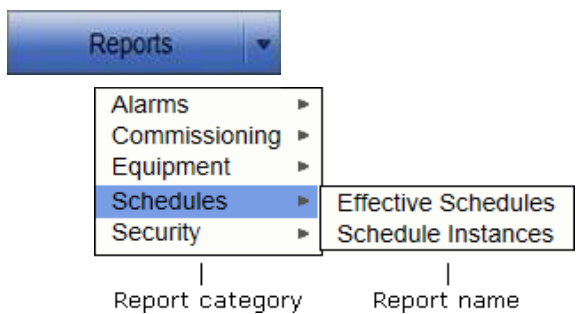 Reports
Alarms
Commissioning
Equipment
Schedules
Security
Effective Schedules
Schedule Instances
Report category
Report name